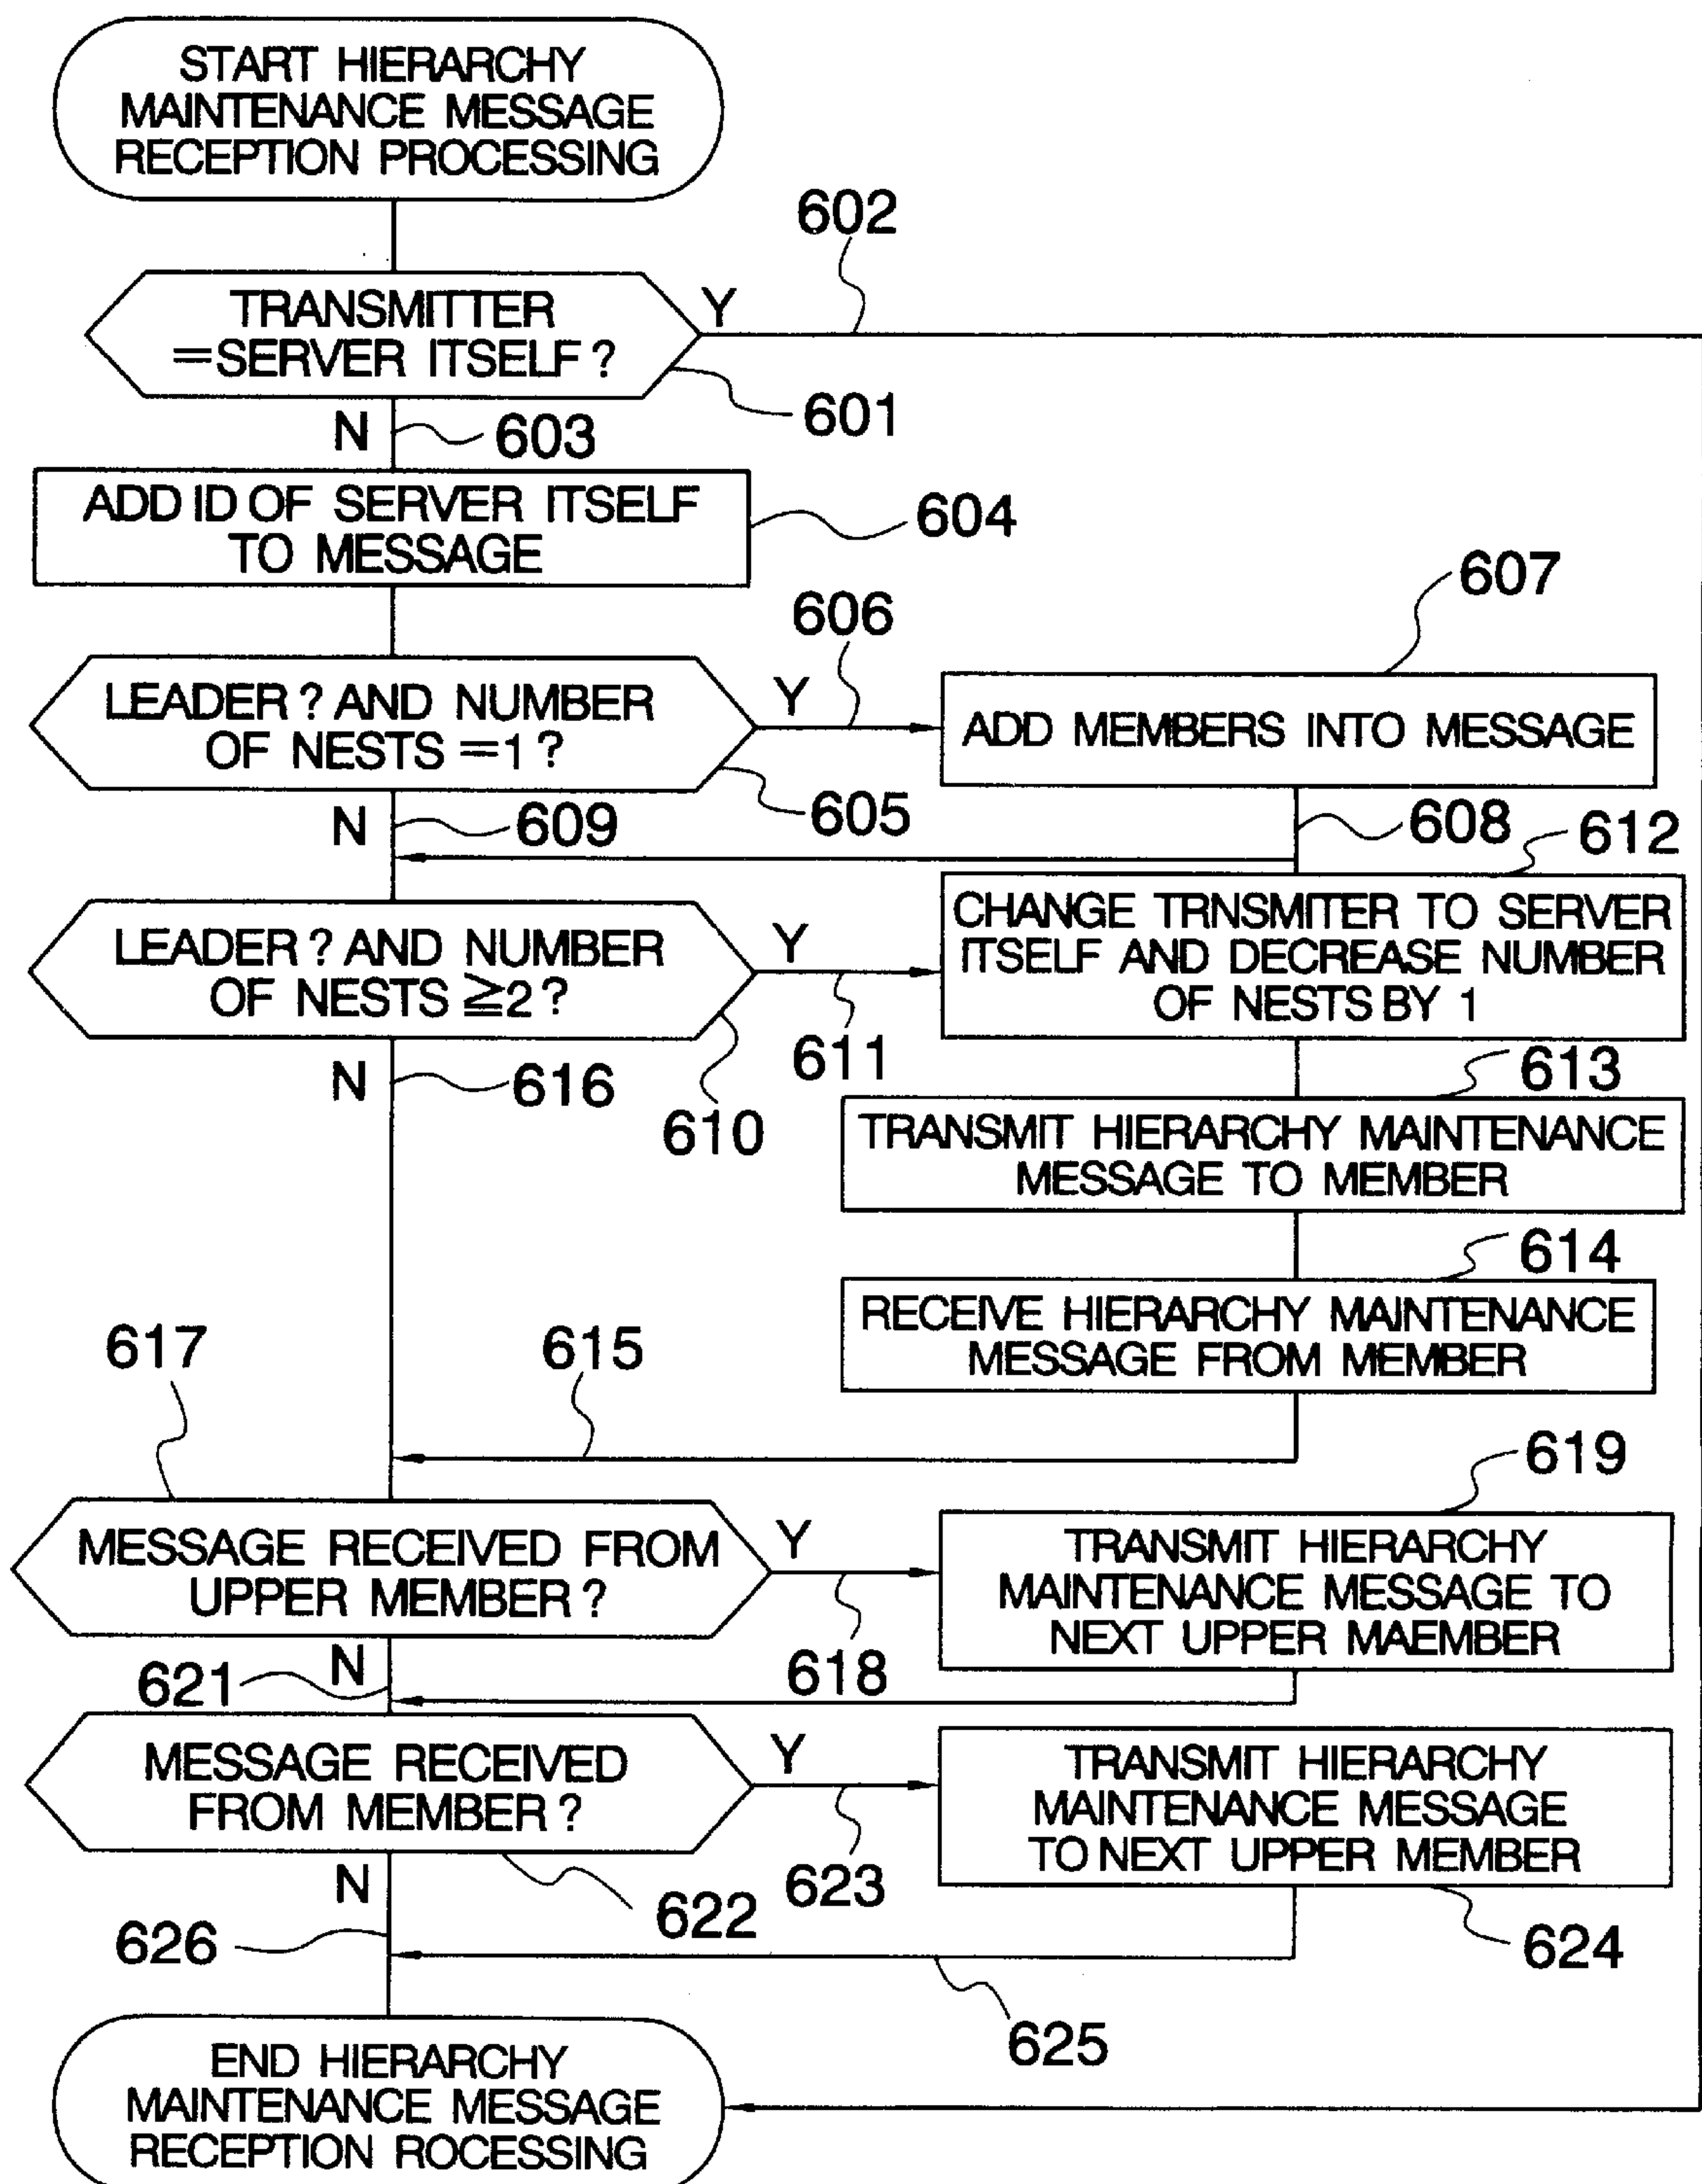 START HIERARCHY
MAINTENANCE MESSAGE
RECEPTION PROCESSING
602
TRANSMITTER
=SERVER ITSELF?
Y
601
N
603
ADD ID OF SERVER ITSELF
TO MESSAGE
604
607
606
LEADER? AND NUMBER
OF NESTS =1?
Y
ADD MEMBERS INTO MESSAGE
605
N
609
608
612
LEADER? AND NUMBER
OF NESTS ≧2?
Y
CHANGE TRNSMITER TO SERVER
ITSELF AND DECREASE NUMBER
OF NESTS BY 1
611
N
616
610
613
TRANSMIT HIERARCHY MAINTENANCE
MESSAGE TO MEMBER
614
RECEIVE HIERARCHY MAINTENANCE
MESSAGE FROM MEMBER
617
615
619
MESSAGE RECEIVED FROM
UPPER MEMBER?
Y
TRANSMIT HIERARCHY
MAINTENANCE MESSAGE TO
NEXT UPPER MAEMBER
618
N
621
MESSAGE RECEIVED
FROM MEMBER?
Y
TRANSMIT HIERARCHY
MAINTENANCE MESSAGE
TO NEXT UPPER MEMBER
623
N
622
626
624
625
END HIERARCHY
MAINTENANCE MESSAGE
RECEPTION ROCESSING